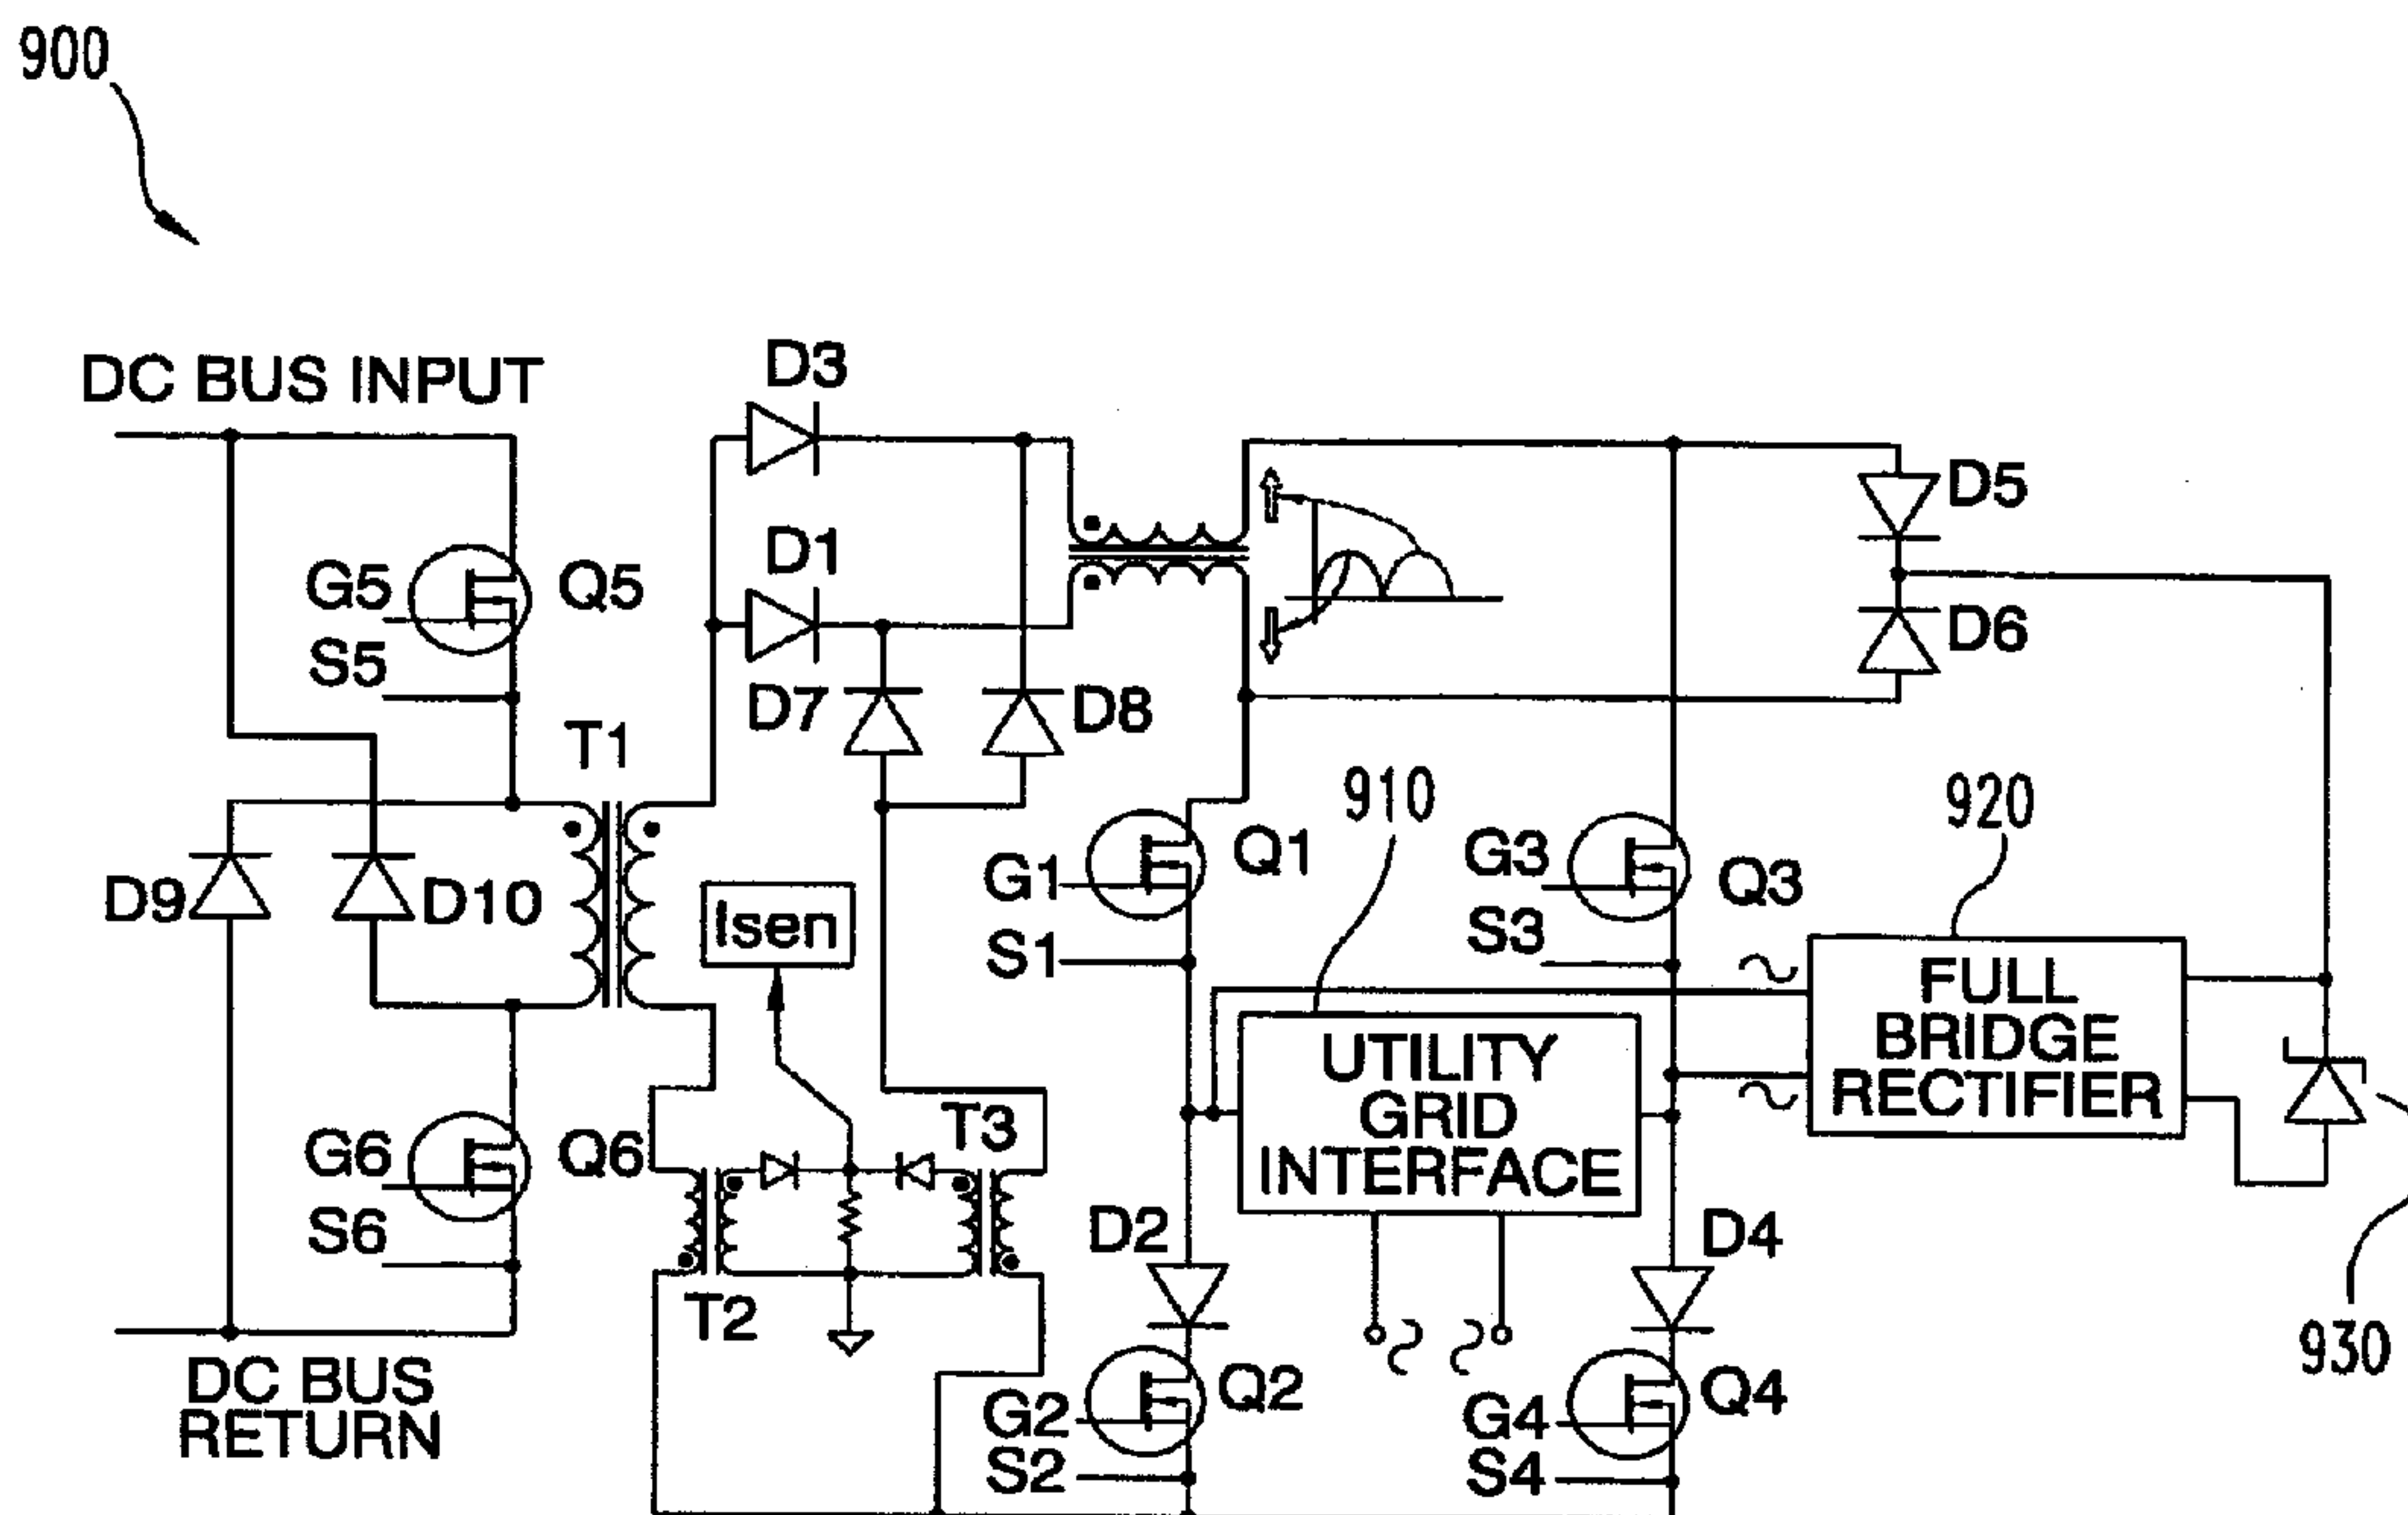 900
DC BUS INPUT
D3
D1
D5
D6
G5
Q5
S5
D7
D8
T1
910
920
D9
D10
Isen
G1
Q1
S1
G3
Q3
S3
FULL
BRIDGE
RECTIFIER
UTILITY
GRID
INTERFACE
G6
Q6
S6
T3
T2
D2
D4
930
DC BUS
RETURN
G2
Q2
S2
G4
Q4
S4